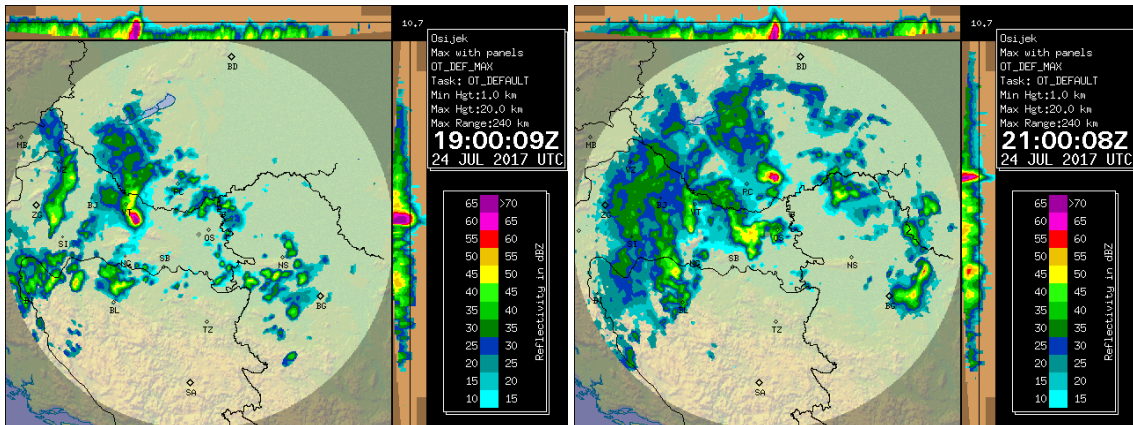 10.7
Osijek
Max with panels
OT_DEF_MAX
Task: OT_DEFAULT
Min Hgt:1.0 km
Max Hgt:20.0 km
Max Range:240 km
19:00:09Z
24 JUL 2017 UTC
65 >70
60 65
55 60
50 55
45 50
40 45
35 40
30 35
25 30
20 25
15 20
10 15
Reflectivity in dBZ
BD
MB
VZ
ZG
BJ
VT
PC
OS
SI
NG
SB
NS
BL
BG
TZ
SA
10.7
Osijek
Max with panels
OT_DEF_MAX
Task: OT_DEFAULT
Min Hgt:1.0 km
Max Hgt:20.0 km
Max Range:240 km
21:00:08Z
24 JUL 2017 UTC
65 >70
60 65
55 60
50 55
45 50
40 45
35 40
30 35
25 30
20 25
15 20
10 15
Reflectivity in dBZ
BD
MB
VZ
ZG
BJ
VT
PC
OS
SI
NG
SB
NS
BI
BL
BG
TZ
SA